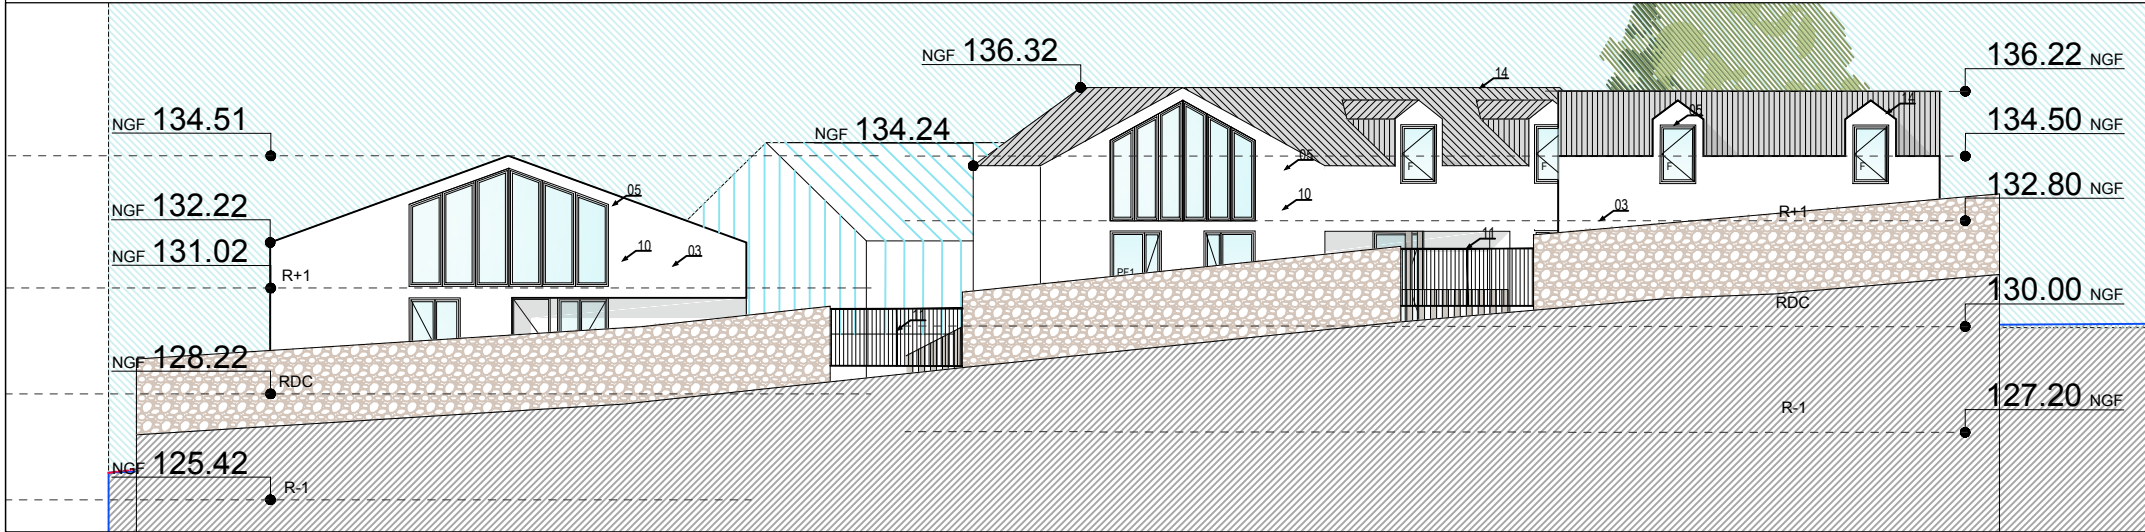 NGF 136.32
136.22 NGF
14
14
05
NGF 134.51
NGF 134.24
134.50 NGF
05
F
F
F
F
05
10
132.80 NGF
NGF 132.22
03
R+1
11
10
03
NGF 131.02
R+1
PF1
130.00 NGF
RDC
11
NGF 128.22
RDC
127.20 NGF
R-1
NGF 125.42
R-1